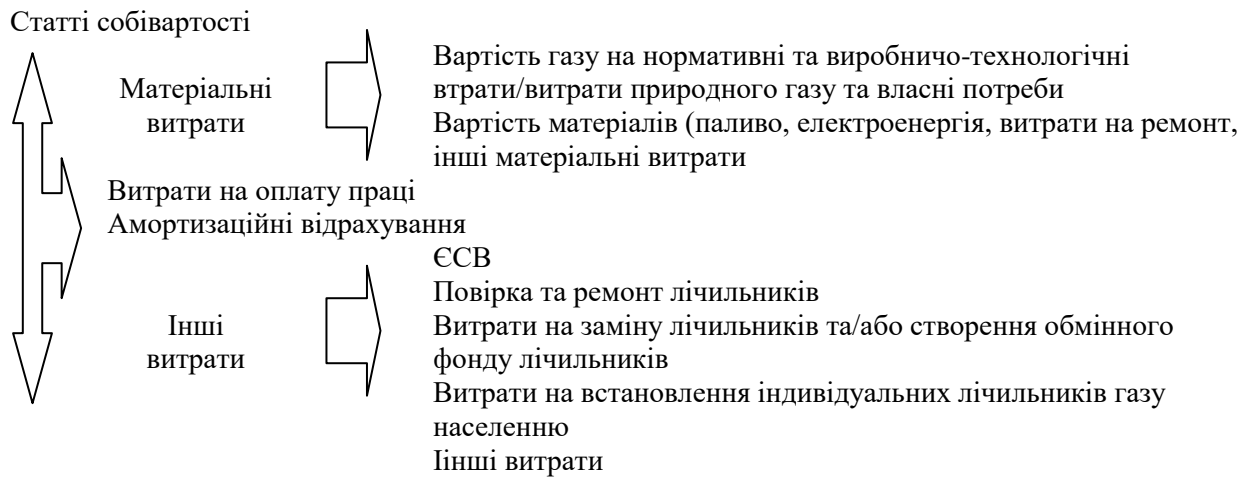 Статті собівартості
Матеріальні
витрати
Вартість газу на нормативні та виробничо-технологічні
втрати/витрати природного газу та власні потреби
Вартість матеріалів (паливо, електроенергія, витрати на ремонт,
інші матеріальні витрати
Витрати на оплату праці
Амортизаційні відрахування
Інші
витрати
ЄСВ
Повірка та ремонт лічильників
Витрати на заміну лічильників та/або створення обмінного
фонду лічильників
Витрати на встановлення індивідуальних лічильників газу
населенню
Іінші витрати